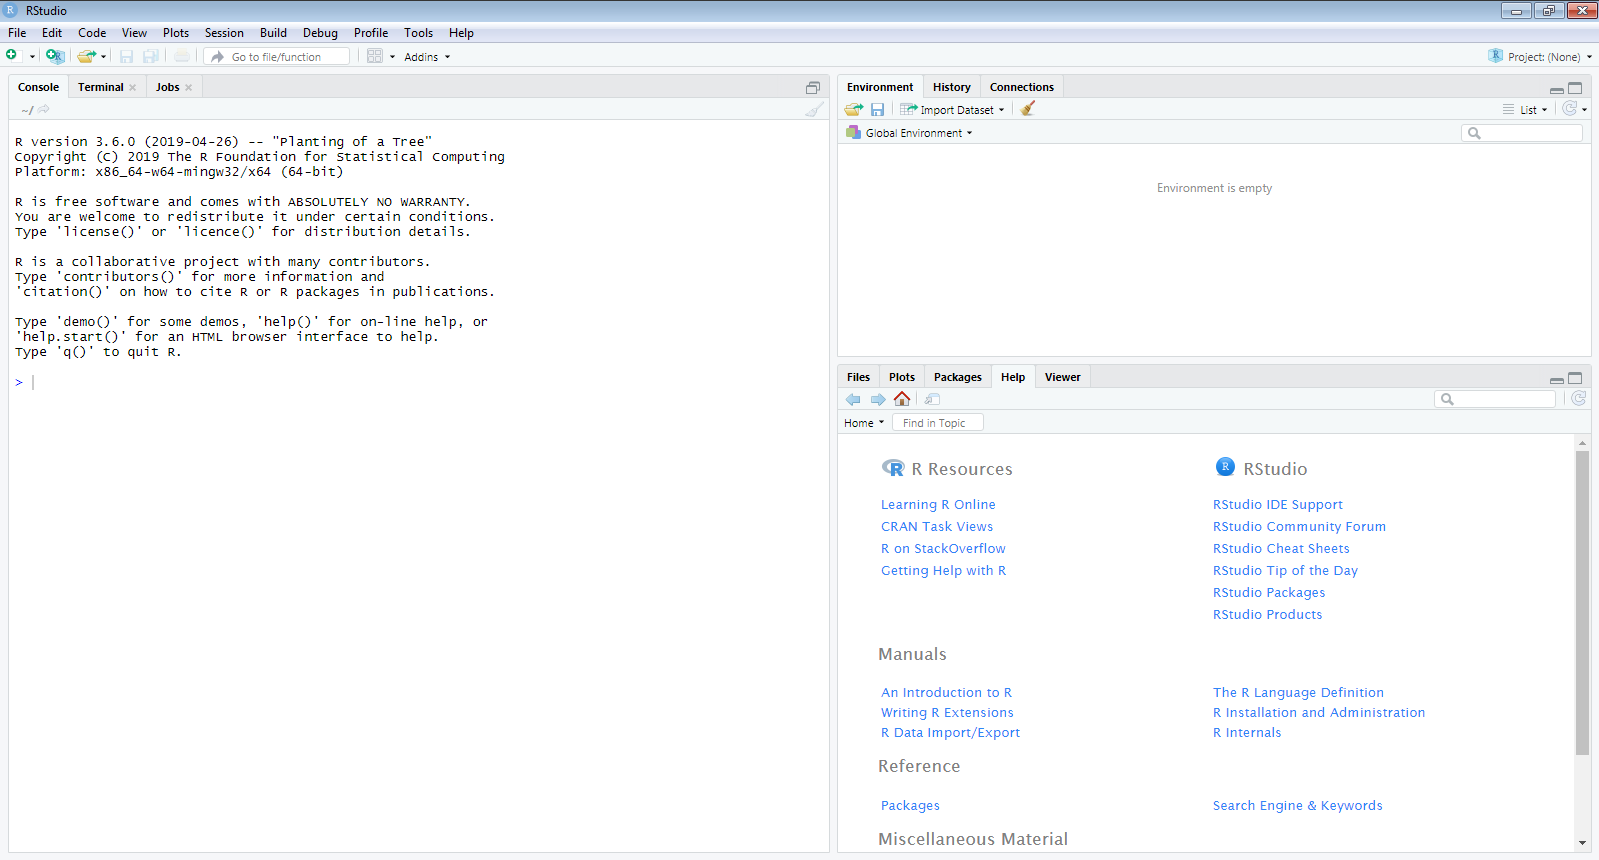 RStudio
File Edit Code View Plots Session Build Debug Profile Tools Help
Go to file/function Addins Project: (None)
Console Terminal Jobs
~/
R version 3.6.0 (2019-04-26) -- "Planting of a Tree"
Copyright (C) 2019 The R Foundation for Statistical Computing
Platform: x86_64-w64-mingw32/x64 (64-bit)
R is free software and comes with ABSOLUTELY NO WARRANTY.
You are welcome to redistribute it under certain conditions.
Type 'license()' or 'licence()' for distribution details.
R is a collaborative project with many contributors.
Type 'contributors()' for more information and
'citation()' on how to cite R or R packages in publications.
Type 'demo()' for some demos, 'help()' for on-line help, or
'help.start()' for an HTML browser interface to help.
Type 'q()' to quit R.
>
Environment History Connections
Import Dataset List
Global Environment
Environment is empty
Files Plots Packages Help Viewer
Home Find in Topic
R Resources
Learning R Online
CRAN Task Views
R on StackOverflow
Getting Help with R
RStudio
RStudio IDE Support
RStudio Community Forum
RStudio Cheat Sheets
RStudio Tip of the Day
RStudio Packages
RStudio Products
Manuals
An Introduction to R The R Language Definition
Writing R Extensions R Installation and Administration
R Data Import/Export R Internals
Reference
Packages Search Engine & Keywords
Miscellaneous Material